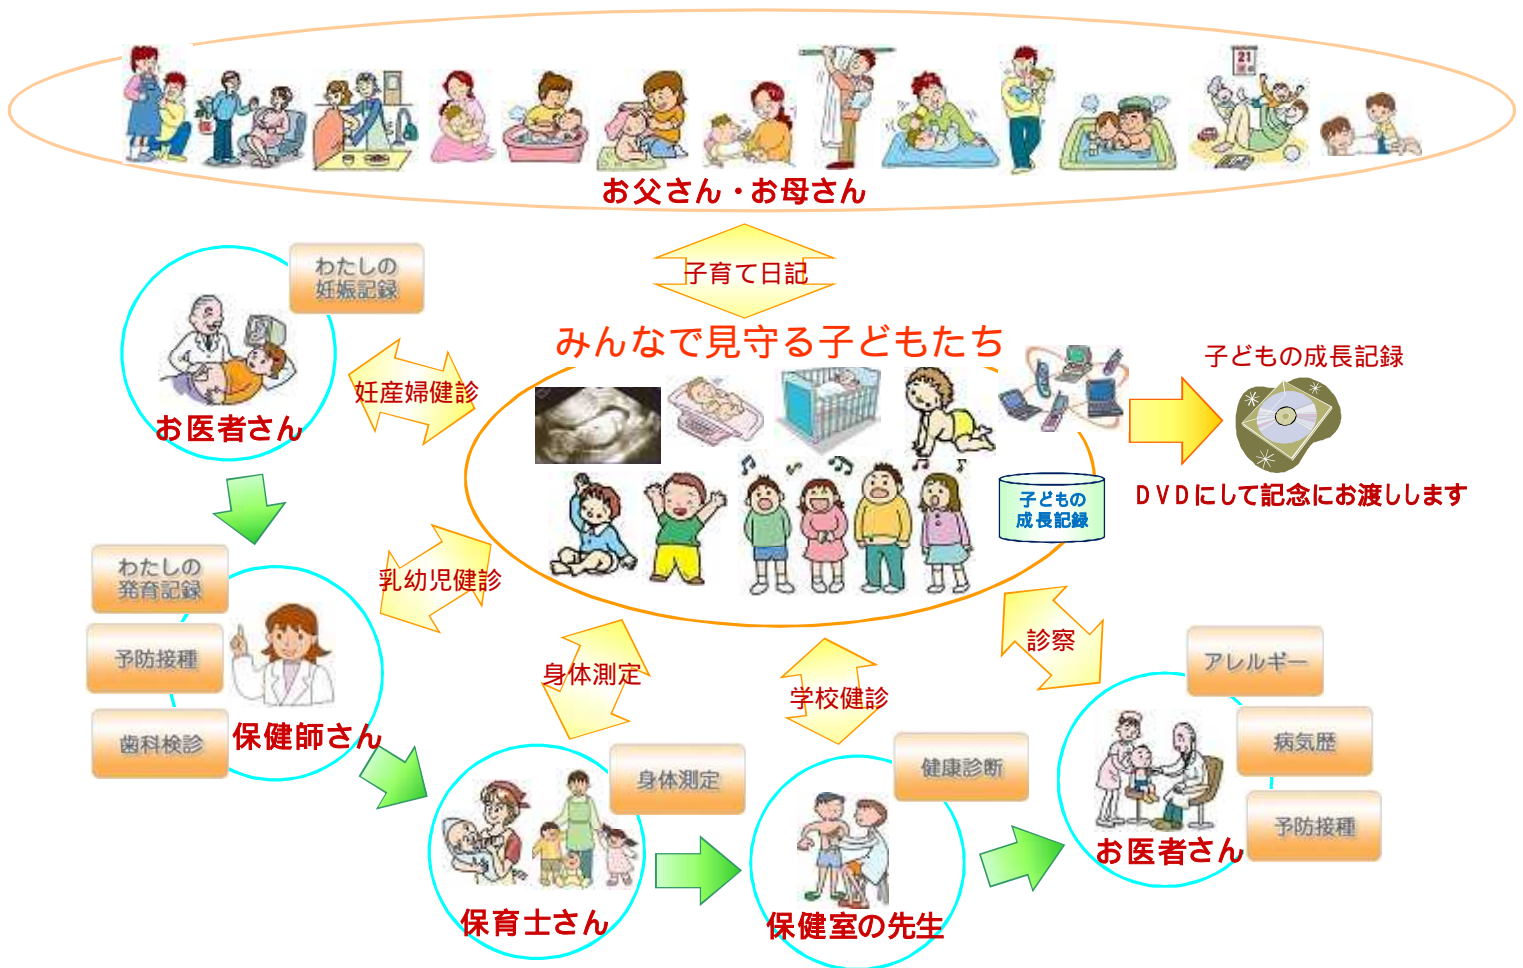 21
お父さん・お母さん
子育て日記
わたしの
妊娠記録
みんなで見守る子どもたち
子どもの成長記録
妊産婦健診
お医者さん
子どもの
成長記録
DVDにして記念にお渡しします
わたしの
発育記録
乳幼児健診
予防接種
身体測定
学校健診
診察
アレルギー
歯科検診
保健師さん
身体測定
健康診断
病気歴
予防接種
お医者さん
保育士さん
保健室の先生